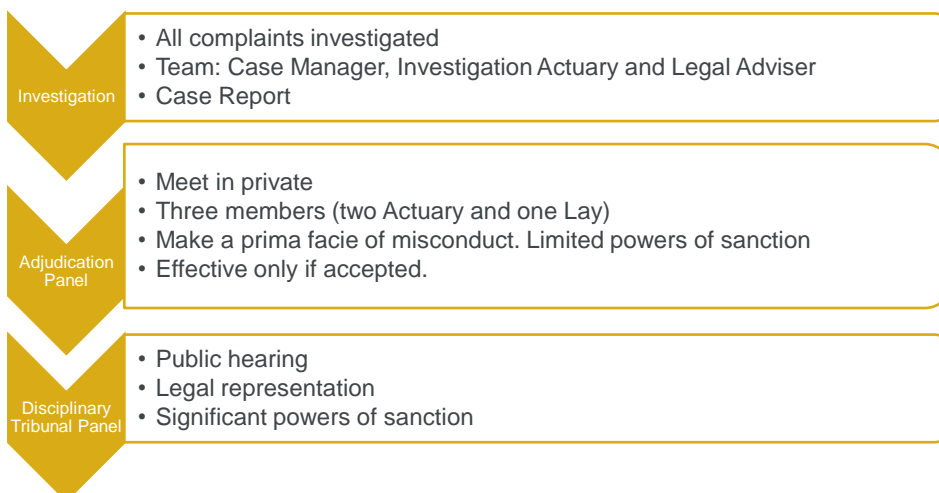 Investigation
• All complaints investigated
• Team: Case Manager, Investigation Actuary and Legal Adviser
• Case Report
Adjudication
Panel
• Meet in private
• Three members (two Actuary and one Lay)
• Make a prima facie of misconduct. Limited powers of sanction
• Effective only if accepted.
Disciplinary
Tribunal Panel
• Public hearing
• Legal representation
• Significant powers of sanction